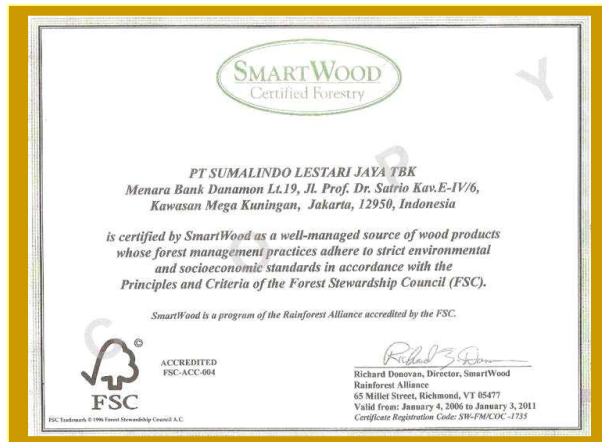 SMARTWOOD
Certified Forestry
PT SUMALINDO LESTARI JAYA TBK
Menara Bank Danamon Lt.19, Jl. Prof. Dr. Satrio Kav.E-IV/6,
Kawasan Mega Kuningan, Jakarta, 12950, Indonesia
is certified by SmartWood as a well-managed source of wood products
whose forest management practices adhere to strict environmental
and socioeconomic standards in accordance with the
Principles and Criteria of the Forest Stewardship Council (FSC).
SmartWood is a program of the Rainforest Alliance accredited by the FSC.
COPY
©
FSC
ACCREDITED
FSC-ACC-004
FSC Trademark © 1996 Forest Stewardship Council A.C.
Richard Z Donovan
Richard Donovan, Director, SmartWood
Rainforest Alliance
65 Millet Street, Richmond, VT 05477
Valid from: January 4, 2006 to January 3, 2011
Certificate Registration Code: SW-FM/COC -1735